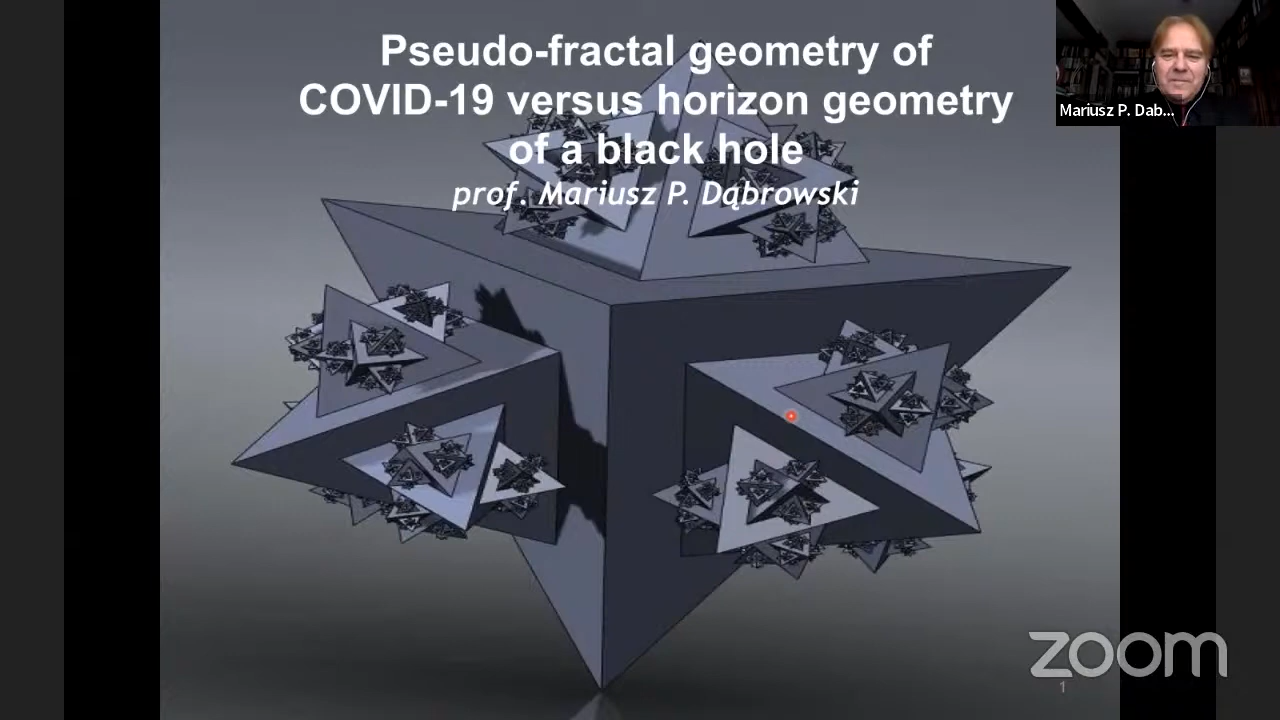 Pseudo-fractal geometry of
COVID-19 versus horizon geometry
of a black hole
prof. Mariusz P. Dąbrowski
Mariusz P. Dab...
zoom
1